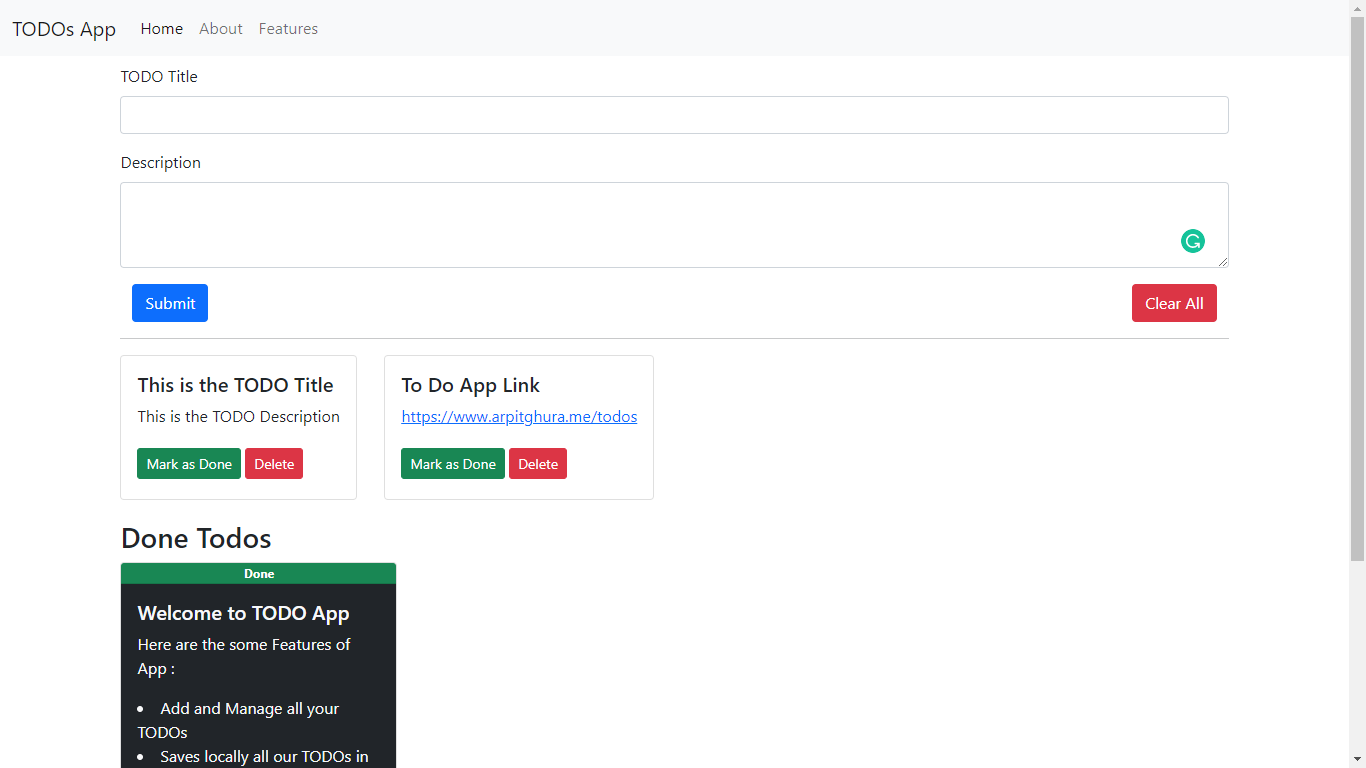 TODOs App Home About Features
TODO Title
Description
Submit Clear All
This is the TODO Title
This is the TODO Description
Mark as Done Delete
To Do App Link
https://www.arpitghura.me/todos
Mark as Done Delete
Done Todos
Done
Welcome to TODO App
Here are the some Features of
App :
• Add and Manage all your
TODOs
• Saves locally all our TODOs in